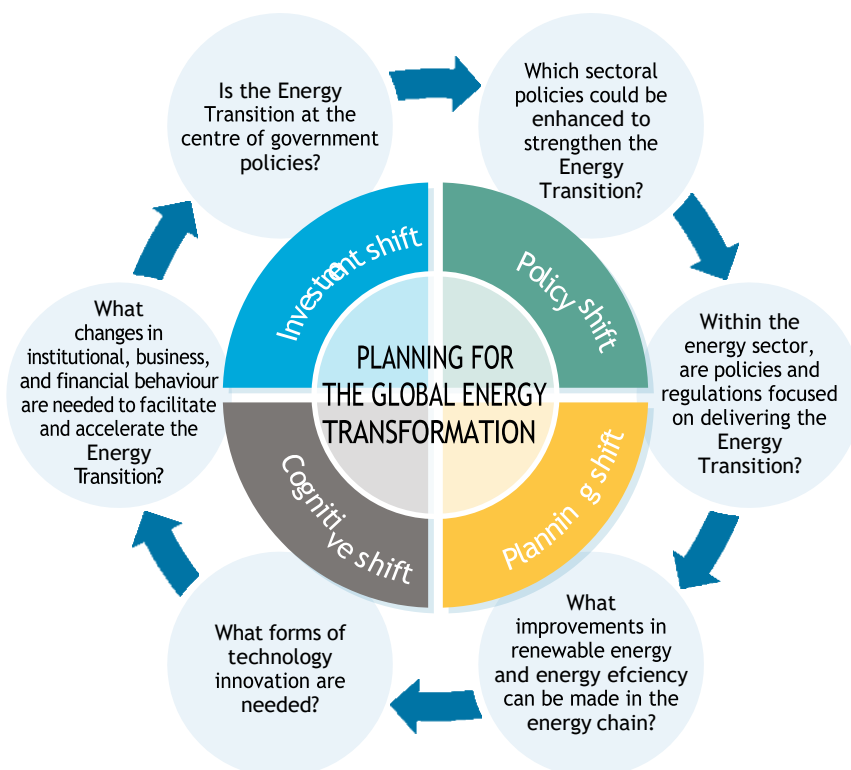 Is the Energy
Transition at the
centre of government
policies?
Which sectoral
policies could be
enhanced to
strengthen the
Energy
Transition?
Within the
energy sector,
are policies and
regulations focused
on delivering the
Energy
Transition?
What
improvements in
renewable energy
and energy efciency
can be made in the
energy chain?
What forms of
technology
innovation are
needed?
What
changes in
institutional, business,
and financial behaviour
are needed to facilitate
and accelerate the
Energy
Transition?
Investment shift
Policy shift
PLANNING FOR
THE GLOBAL ENERGY
TRANSFORMATION
Cognitive shift
Planning shift